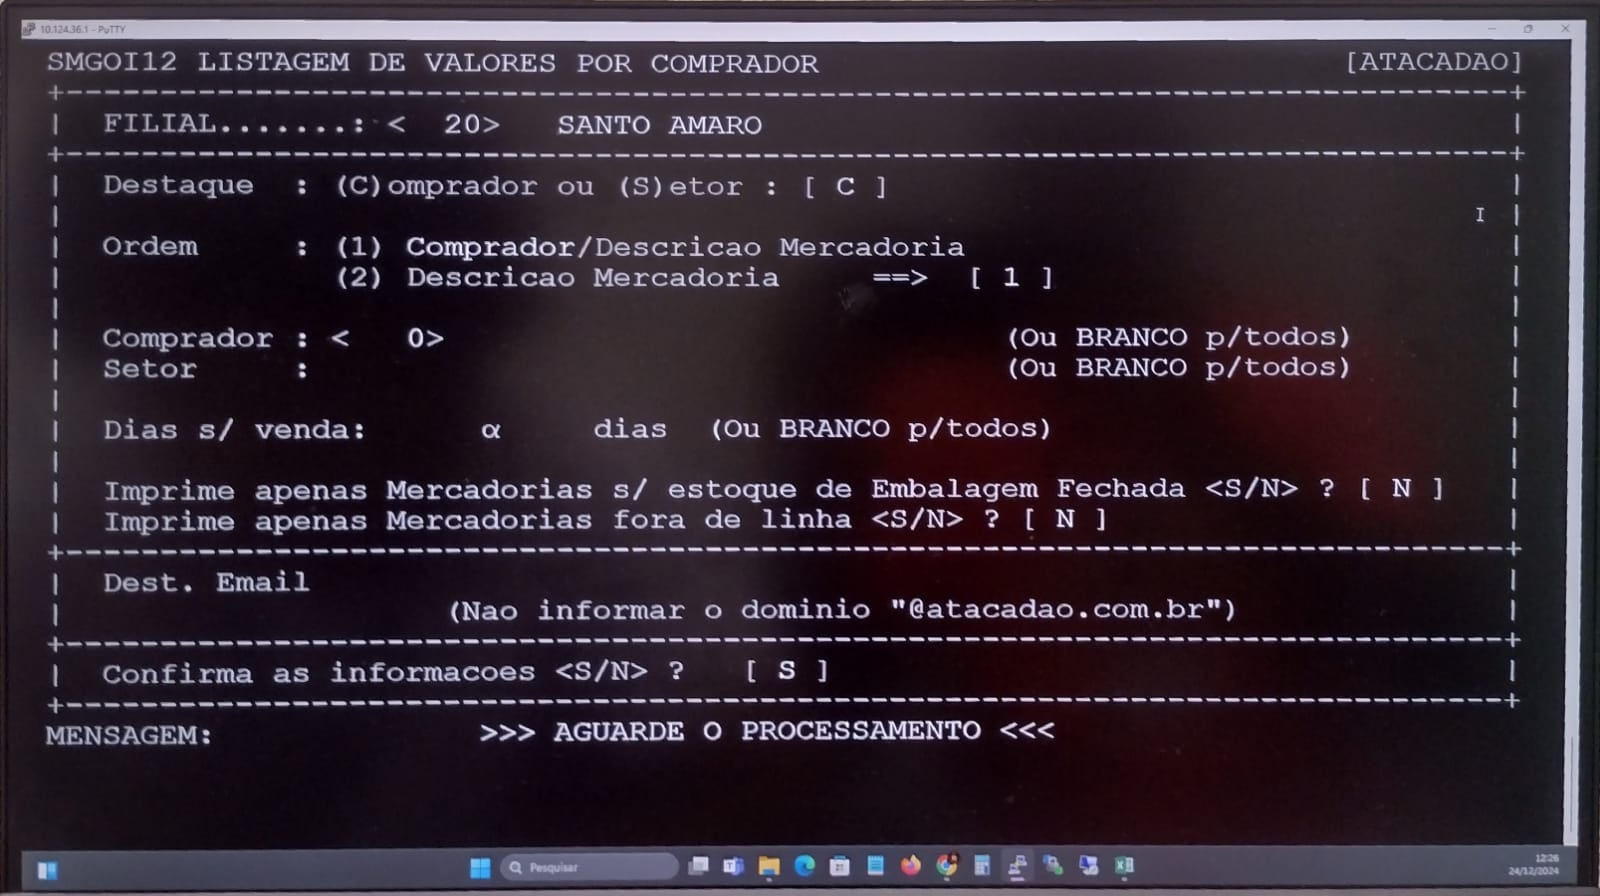 10.124.36.1 - PuTTY
SMGOI12 LISTAGEM DE VALORES POR COMPRADOR [ATACADAO]
FILIAL.......: < 20> SANTO AMARO
Destaque : (C)omprador ou (S)etor : [ C ]
Ordem : (1) Comprador/Descricao Mercadoria
(2) Descricao Mercadoria ==> [ 1 ]
Comprador : < 0> (Ou BRANCO p/todos)
Setor : (Ou BRANCO p/todos)
Dias s/ venda: α dias (Ou BRANCO p/todos)
Imprime apenas Mercadorias s/ estoque de Embalagem Fechada <S/N> ? [ N ]
Imprime apenas Mercadorias fora de linha <S/N> ? [ N ]
Dest. Email
(Nao informar o dominio "@atacadao.com.br")
Confirma as informacoes <S/N> ? [ S ]
MENSAGEM: >>> AGUARDE O PROCESSAMENTO <<<
Pesquisar
12:26
24/12/2024